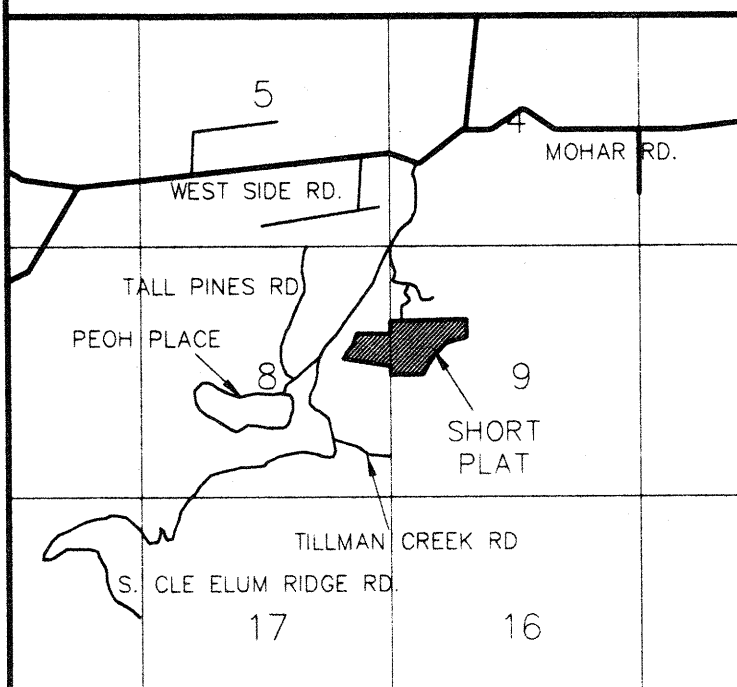 5
4
MOHAR RD.
WEST SIDE RD.
TALL PINES RD
PEOH PLACE
8
9
SHORT
PLAT
TILLMAN CREEK RD
S. CLE ELUM RIDGE RD.
17
16